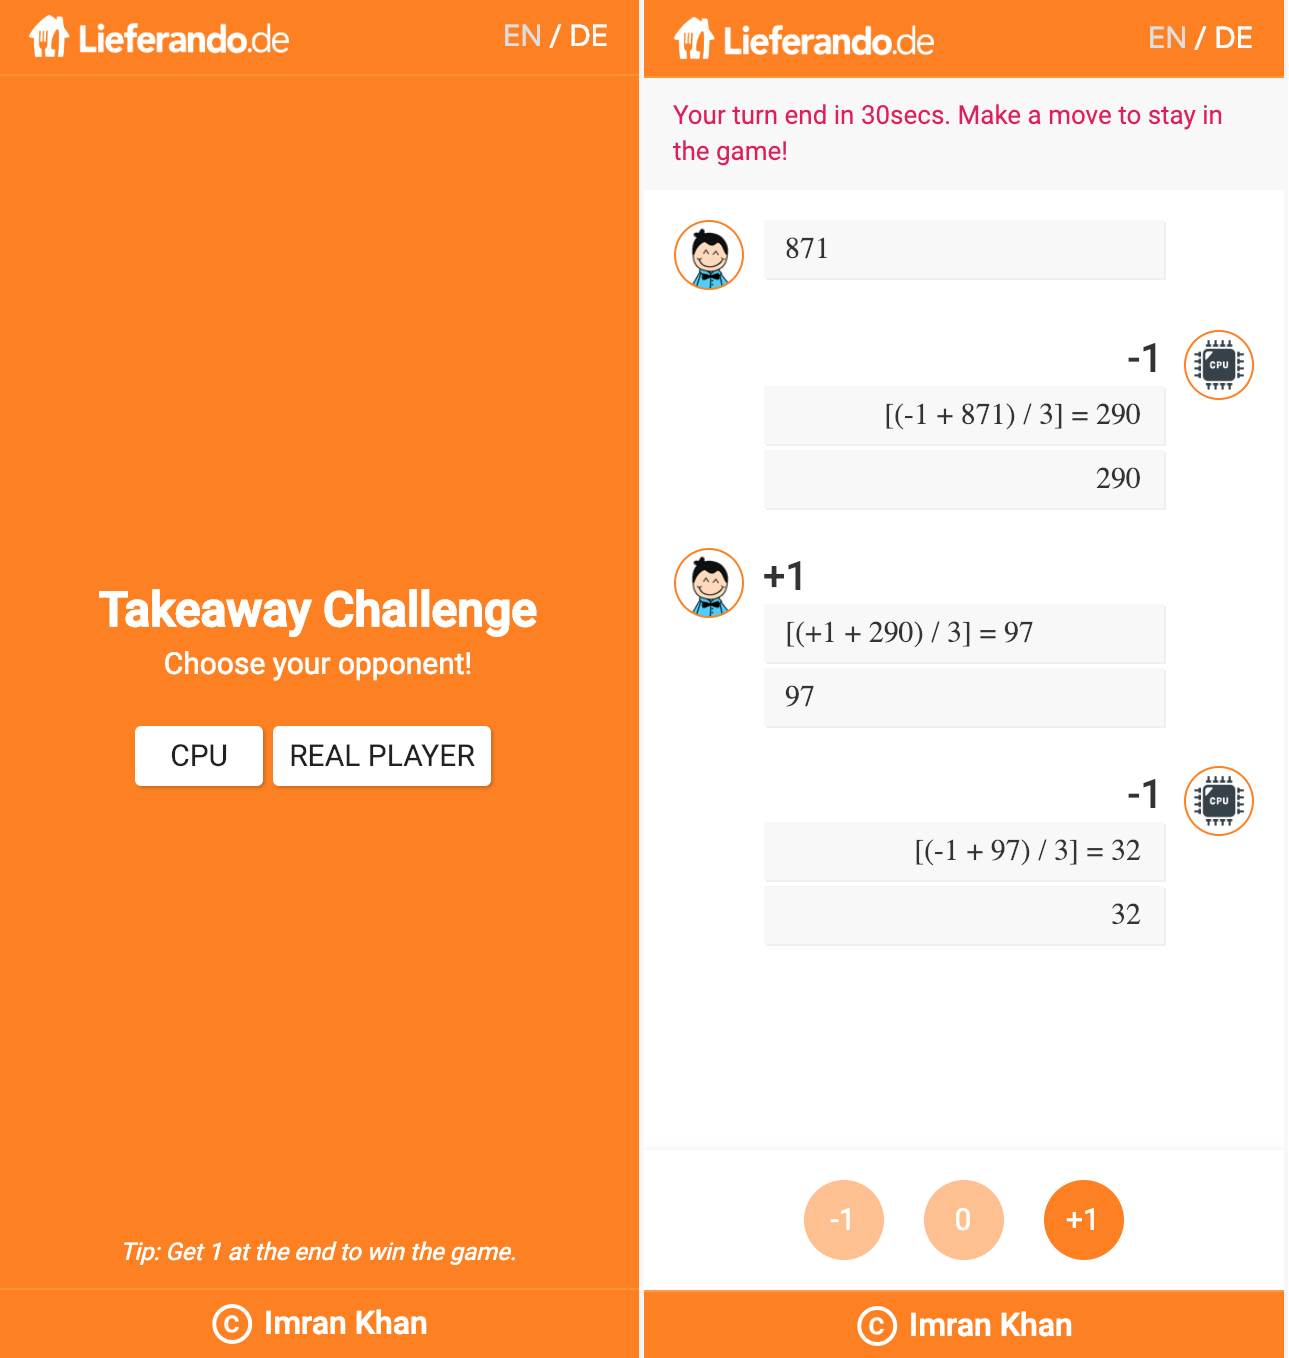 Lieferando.de
EN / DE
Takeaway Challenge
Choose your opponent!
CPU
REAL PLAYER
Tip: Get 1 at the end to win the game.
© Imran Khan
Lieferando.de
EN / DE
Your turn end in 30secs. Make a move to stay in
the game!
871
-1
CPU
[(-1 + 871) / 3] = 290
290
+1
[(+1 + 290) / 3] = 97
97
-1
CPU
[(-1 + 97) / 3] = 32
32
-1
0
+1
© Imran Khan